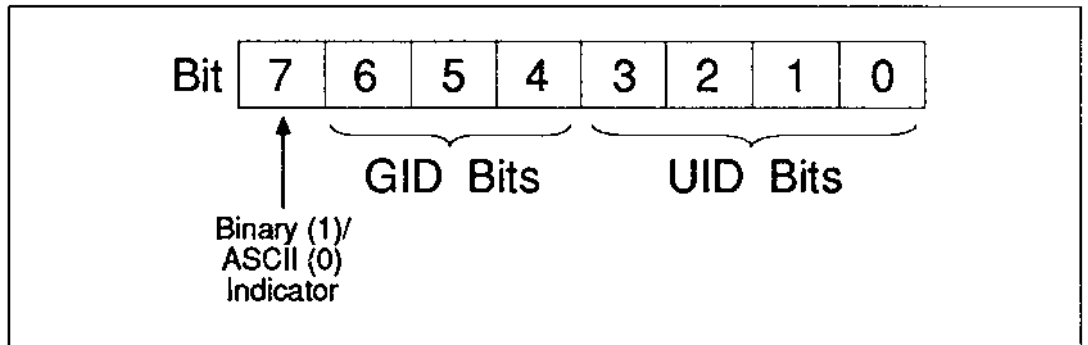 Bit 7 6 5 4 3 2 1 0
GID Bits UID Bits
Binary (1)/
ASCII (0)
Indicator